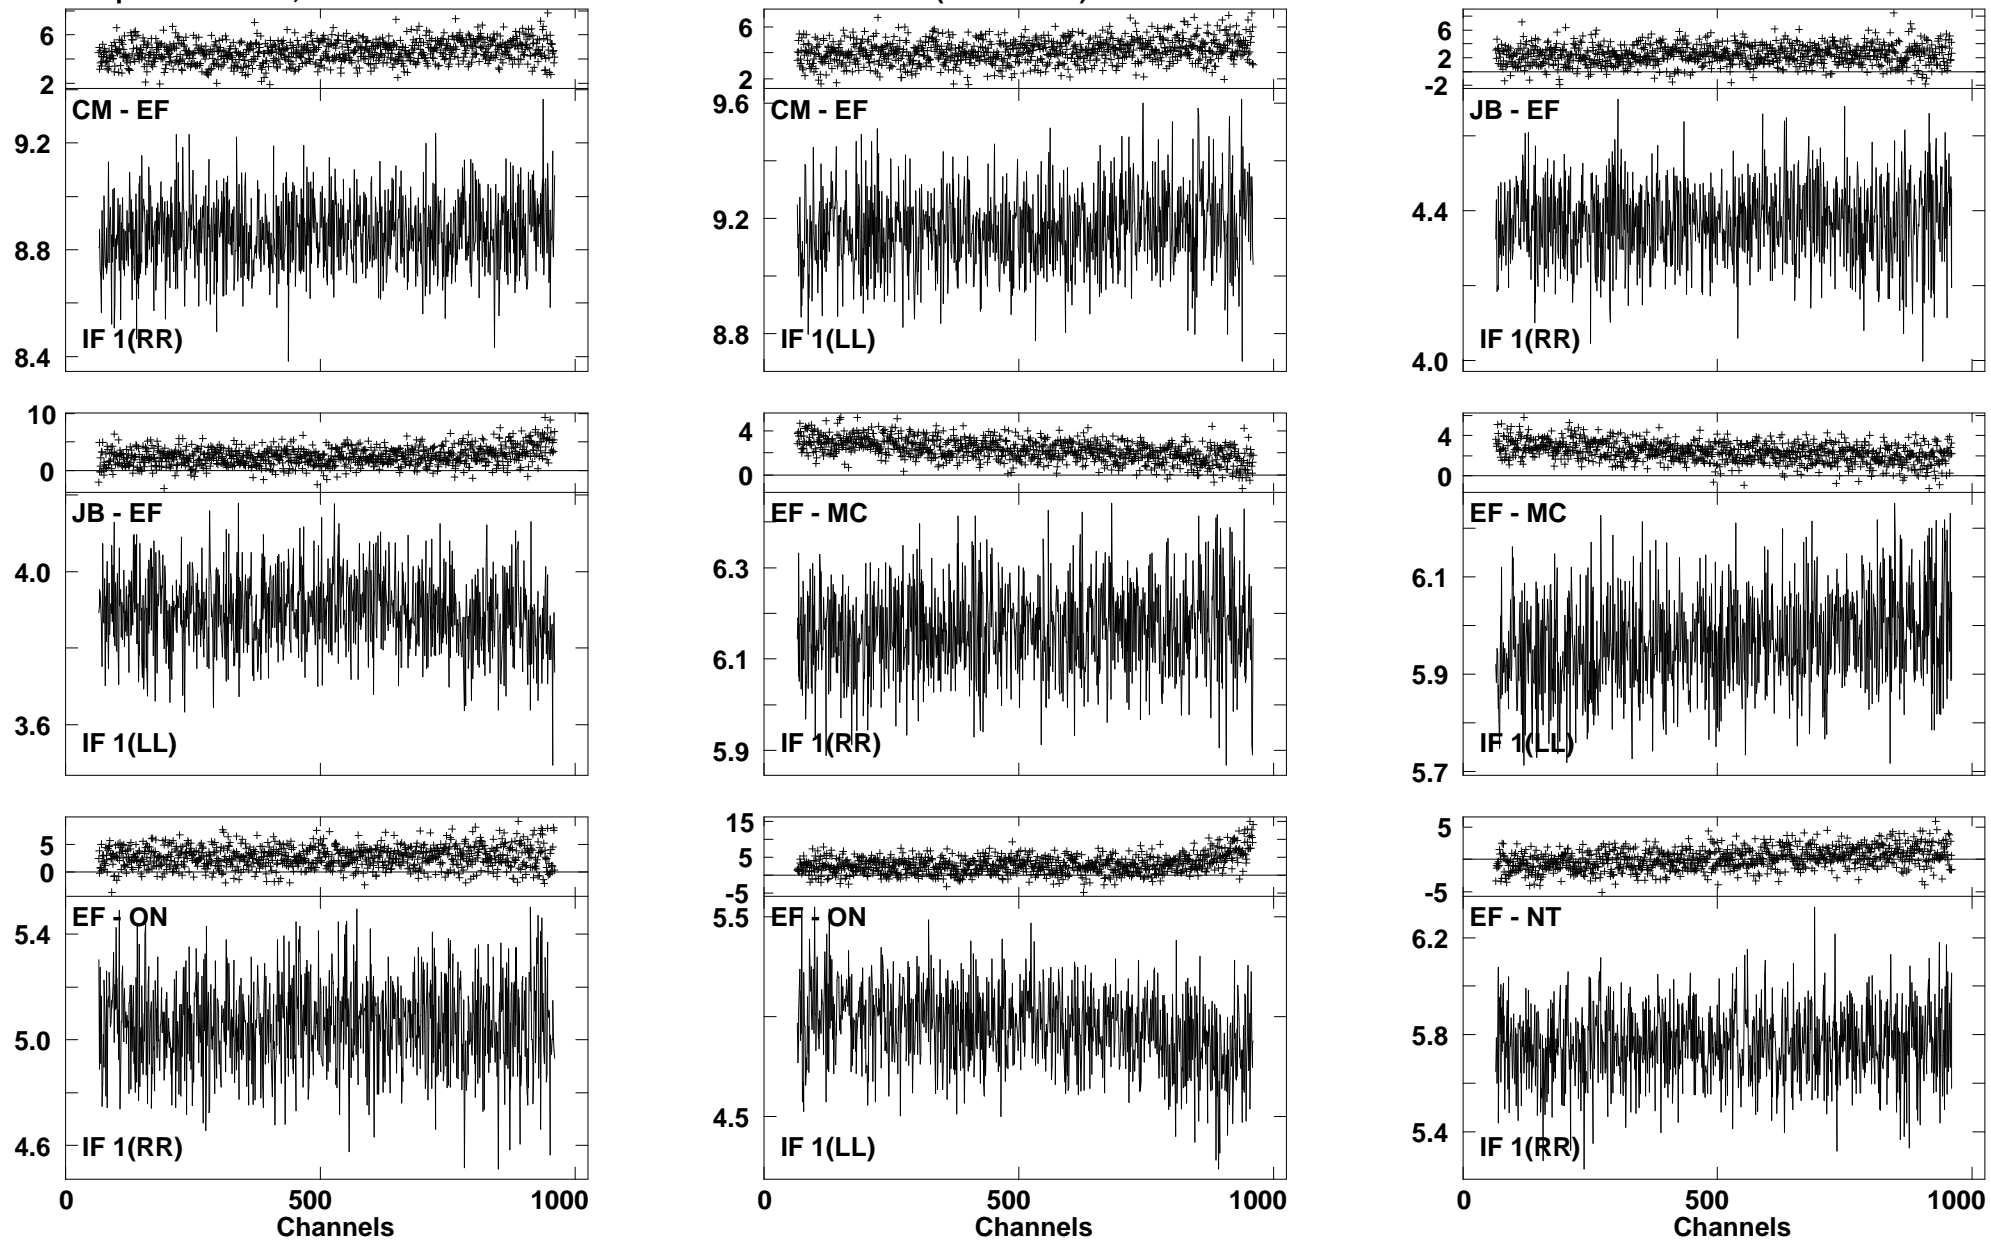 6
2
CM - EF
9.2
8.8
8.4
IF 1(RR)
6
2
CM - EF
9.6
9.2
8.8
IF 1(LL)
6
2
-2
JB - EF
4.4
4.0
IF 1(RR)
10
0
JB - EF
4.0
3.6
IF 1(LL)
4
0
EF - MC
6.3
6.1
5.9
IF 1(RR)
4
0
EF - MC
6.1
5.9
5.7
IF 1(LL)
5
0
EF - ON
5.4
5.0
4.6
IF 1(RR)
0 500 1000
Channels
15
5
-5
EF - ON
5.5
4.5
IF 1(LL)
0 500 1000
Channels
5
-5
EF - NT
6.2
5.8
5.4
IF 1(RR)
0 500 1000
Channels